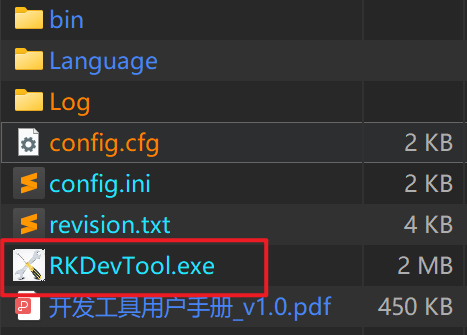 bin
Language
Log
config.cfg 2 KB
config.ini 2 KB
revision.txt 4 KB
RKDevTool.exe 2 MB
开发工具用户手册_v1.0.pdf 450 KB